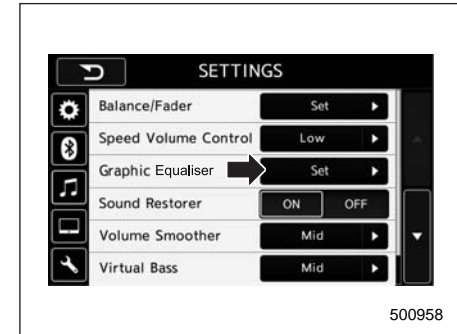 SETTINGS
Balance/Fader Set
Speed Volume Control Low
Graphic Equaliser Set
Sound Restorer ON OFF
Volume Smoother Mid
Virtual Bass Mid
500958